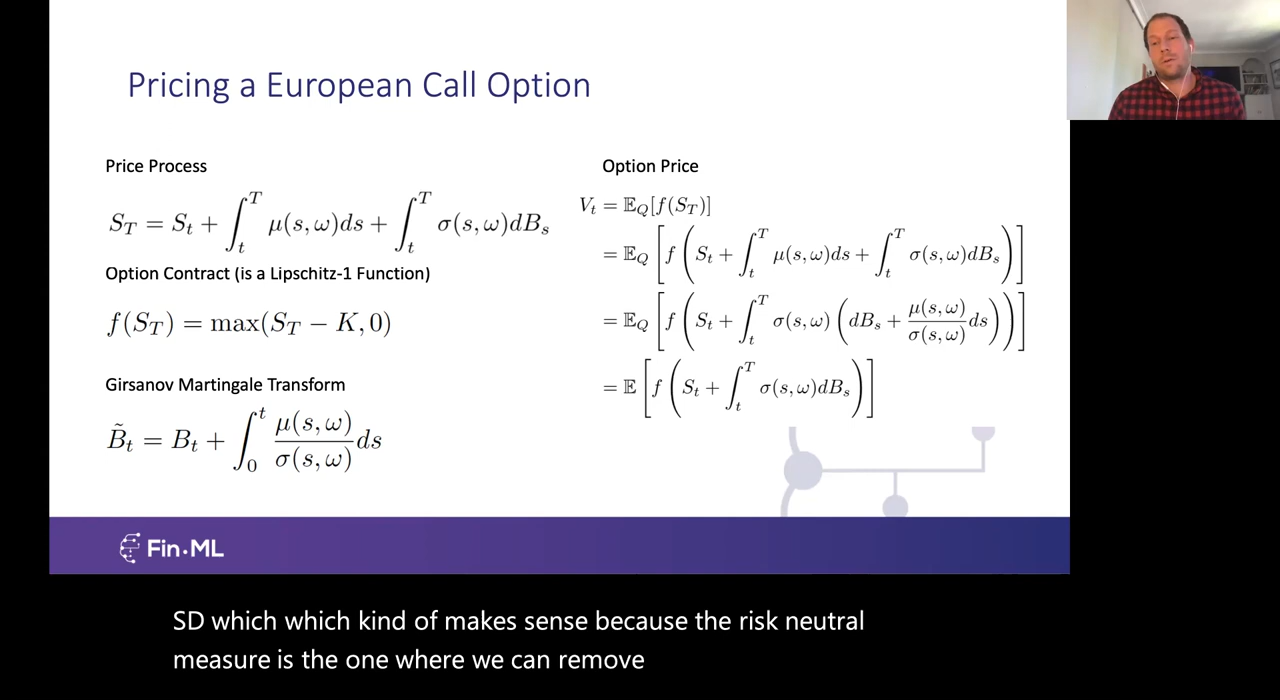 Pricing a European Call Option
Price Process
S_T = S_t + ∫_t^T μ(s, ω)ds + ∫_t^T σ(s, ω)dB_s
Option Contract (is a Lipschitz-1 Function)
f(S_T) = max(S_T − K, 0)
Girsanov Martingale Transform
B̃_t = B_t + ∫_0^t μ(s, ω)/σ(s, ω) ds
Option Price
V_t = 𝔼_Q[f(S_T)]
= 𝔼_Q [f (S_t + ∫_t^T μ(s, ω)ds + ∫_t^T σ(s, ω)dB_s)]
= 𝔼_Q [f (S_t + ∫_t^T σ(s, ω) (dB_s + μ(s, ω)/σ(s, ω) ds))]
= 𝔼 [f (S_t + ∫_t^T σ(s, ω)dB_s)]
Fin.ML
SD which which kind of makes sense because the risk neutral
measure is the one where we can remove